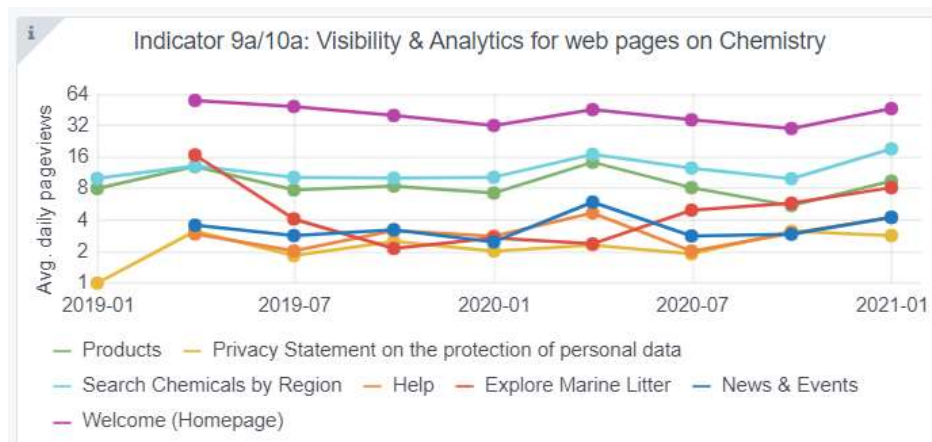 i
Indicator 9a/10a: Visibility & Analytics for web pages on Chemistry
Avg. daily pageviews
64
32
16
8
4
2
1
2019-01 2019-07 2020-01 2020-07 2021-01
Products Privacy Statement on the protection of personal data
Search Chemicals by Region Help Explore Marine Litter News & Events
Welcome (Homepage)